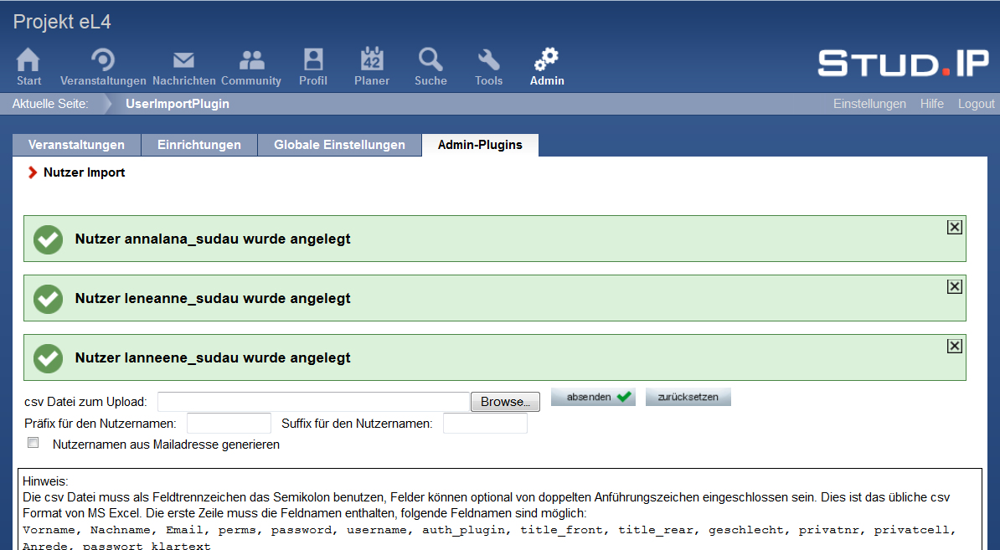 Projekt eL4
42
Start Veranstaltungen Nachrichten Community Profil Planer Suche Tools Admin
STUD.IP
Aktuelle Seite: UserImportPlugin Einstellungen Hilfe Logout
Veranstaltungen Einrichtungen Globale Einstellungen Admin-Plugins
Nutzer Import
Nutzer annalana_sudau wurde angelegt
Nutzer leneanne_sudau wurde angelegt
Nutzer lanneene_sudau wurde angelegt
csv Datei zum Upload: Browse... absenden zurücksetzen
Präfix für den Nutzernamen: Suffix für den Nutzernamen:
Nutzernamen aus Mailadresse generieren
Hinweis:
Die csv Datei muss als Feldtrennzeichen das Semikolon benutzen, Felder können optional von doppelten Anführungszeichen eingeschlossen sein. Dies ist das übliche csv
Format von MS Excel. Die erste Zeile muss die Feldnamen enthalten, folgende Feldnamen sind möglich:
Vorname, Nachname, Email, perms, password, username, auth_plugin, title_front, title_rear, geschlecht, privatnr, privatcell,
Anrede, passwort_klartext